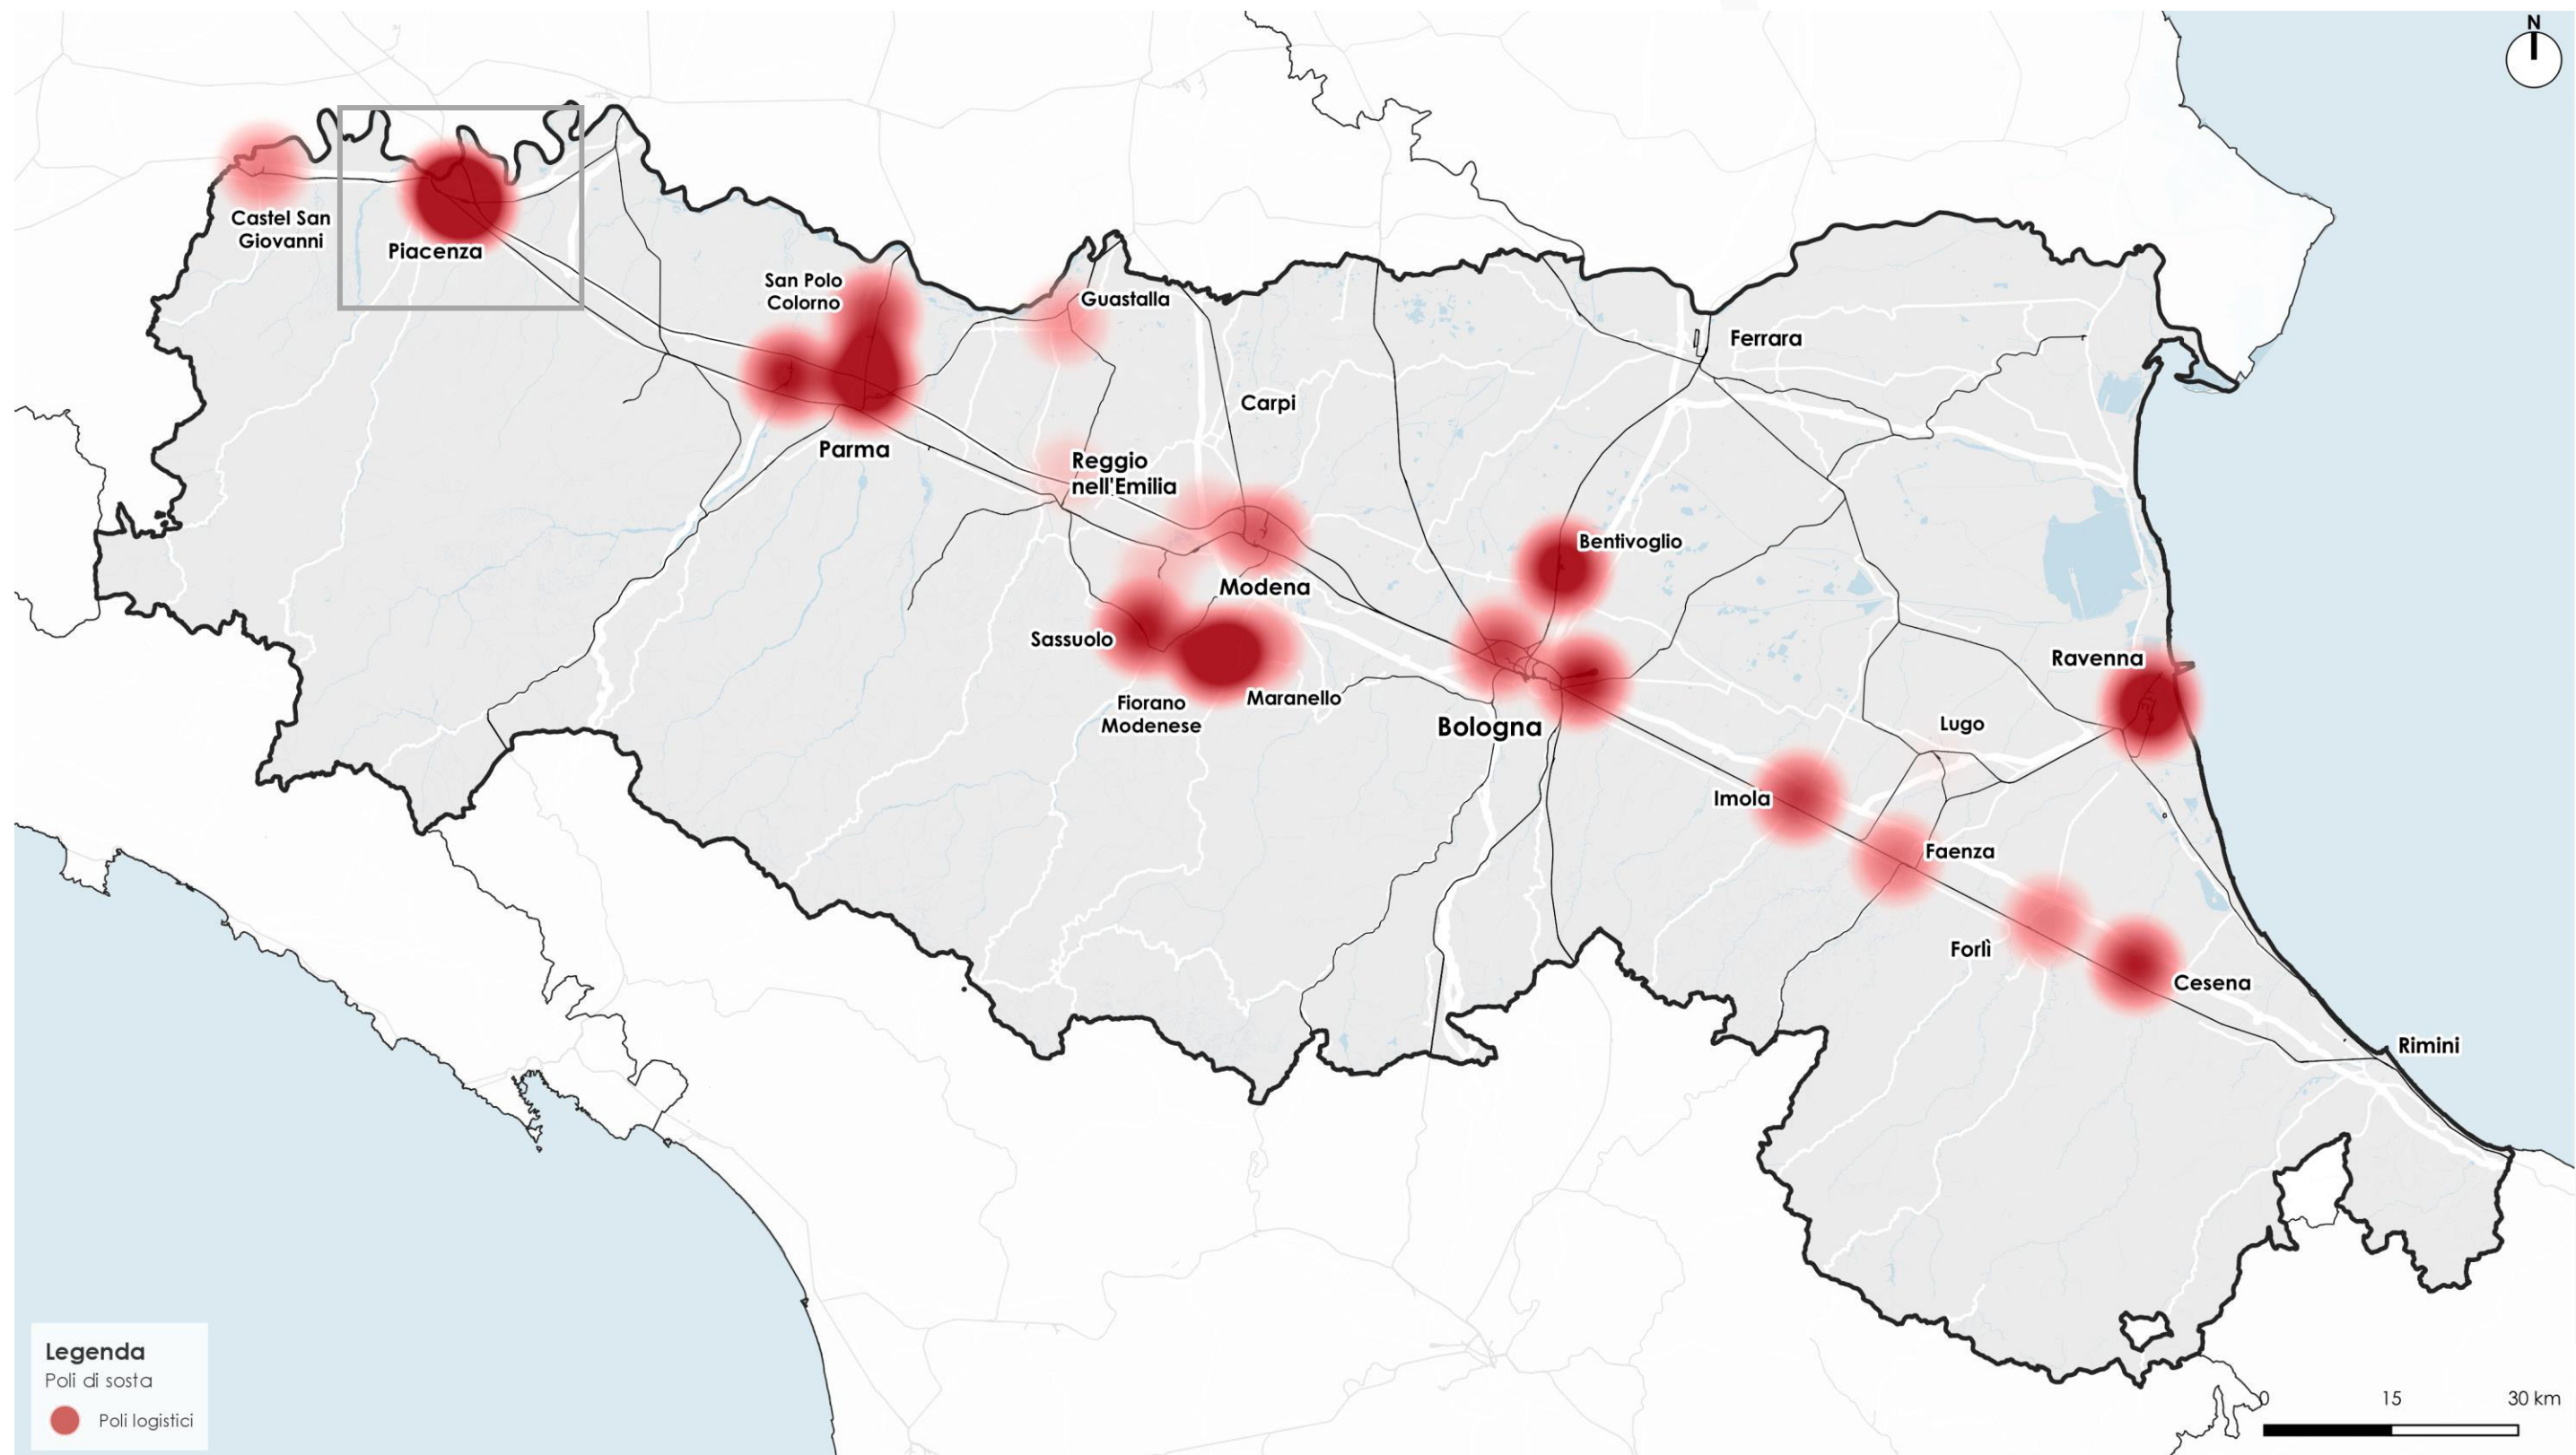 N
Castel San
Giovanni
Piacenza
San Polo
Colorno
Guastalla
Ferrara
Carpi
Parma
Reggio
nell'Emilia
Bentivoglio
Modena
Sassuolo
Ravenna
Fiorano
Modenese
Maranello
Bologna
Lugo
Imola
Faenza
Forlì
Cesena
Rimini
Legenda
Poli di sosta
Poli logistici
0 15 30 km